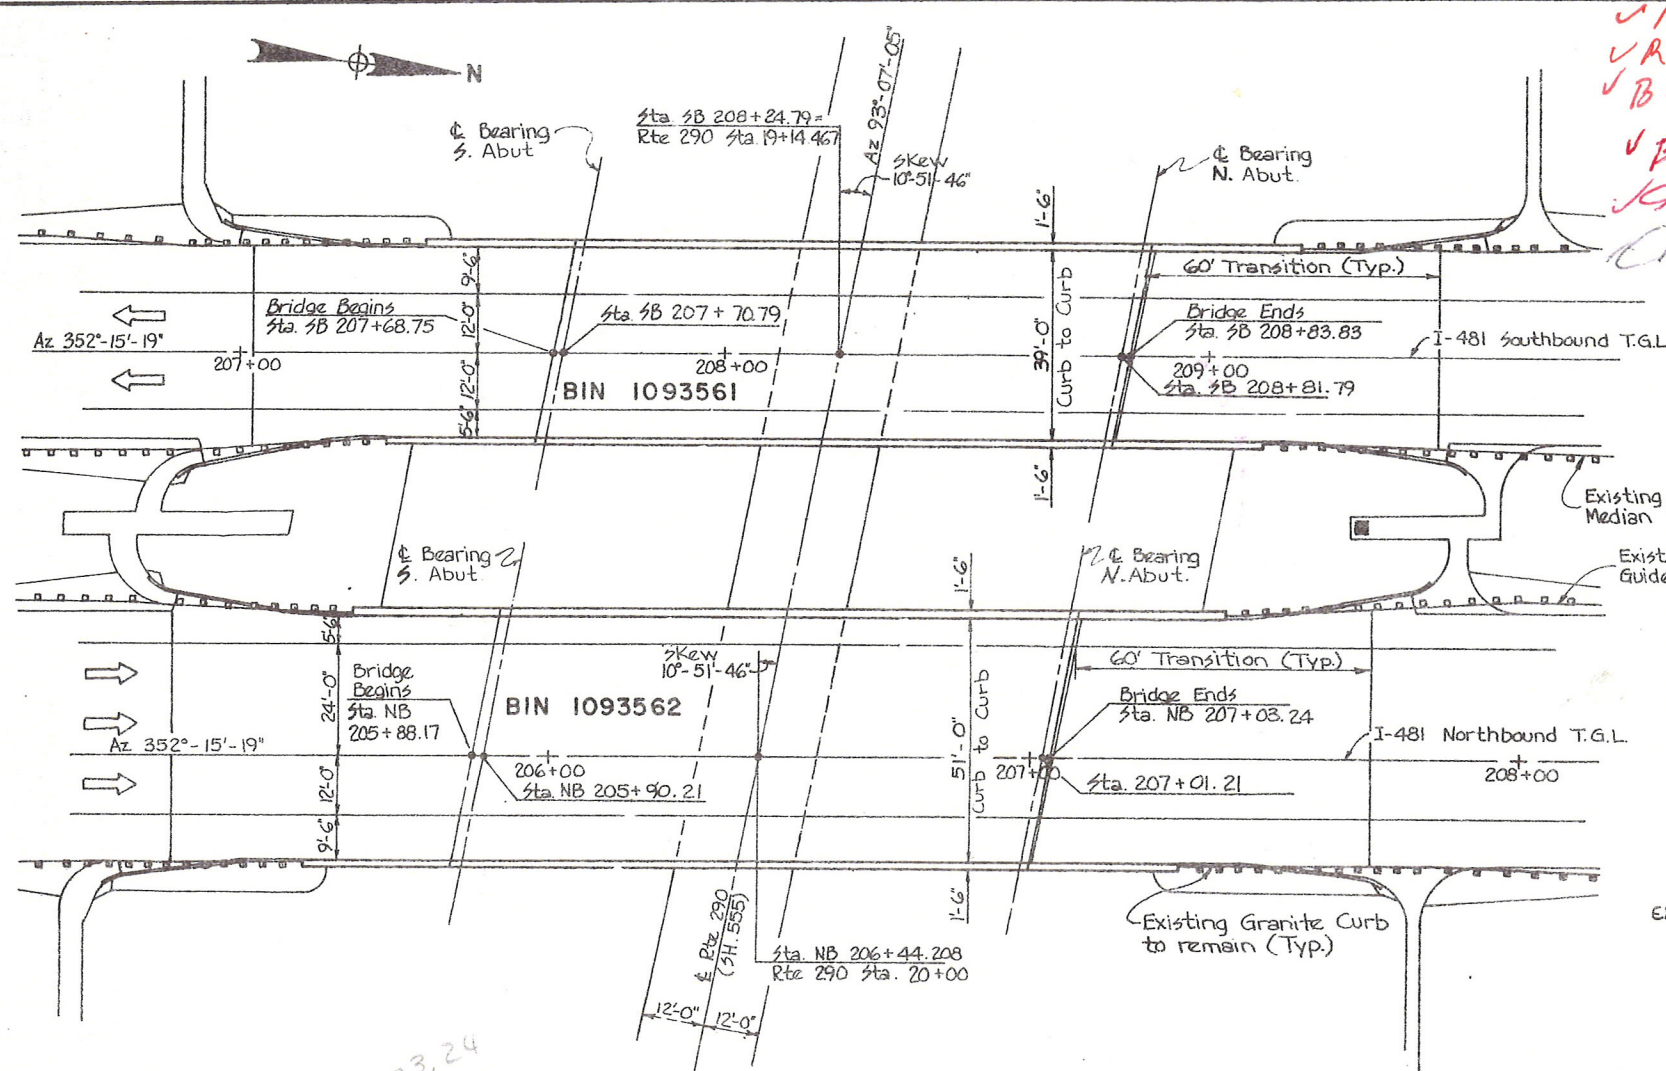 N
℄ Bearing
S. Abut
Sta. SB 208+24.79=
Rte 290 Sta. 19+14.467
Az 93°-07'-05"
Skew
10°-51'-46"
℄ Bearing
N. Abut.
1'-6"
60' Transition (Typ.)
9'-6"
12'-0"
12'-0"
5'-6"
Bridge Begins
Sta. SB 207+68.75
Sta. SB 207+70.79
39'-0"
Curb to Curb
Bridge Ends
Sta. SB 208+83.83
I-481 Southbound T.G.L
Az 352°-15'-19"
207+00
208+00
209+00
Sta. SB 208+81.79
BIN 1093561
1'-6"
Existing
Median
℄ Bearing
S. Abut.
℄ Bearing
N. Abut.
Exist
Guide
1'-6"
5'-6"
24'-0"
12'-0"
9'-6"
Skew
10°-51'-46"
60' Transition (Typ.)
Bridge
Begins
Sta. NB
205+88.17
BIN 1093562
51'-0"
Curb to Curb
Bridge Ends
Sta. NB 207+03.24
I-481 Northbound T.G.L.
Az 352°-15'-19"
206+00
207+00
208+00
Sta. NB 205+90.21
Sta. 207+01.21
1'-6"
℄ Rte 290
(SH. 555)
Existing Granite Curb
to remain (Typ.)
Sta. NB 206+44.208
Rte 290 Sta. 20+00
12'-0"
12'-0"
3.24